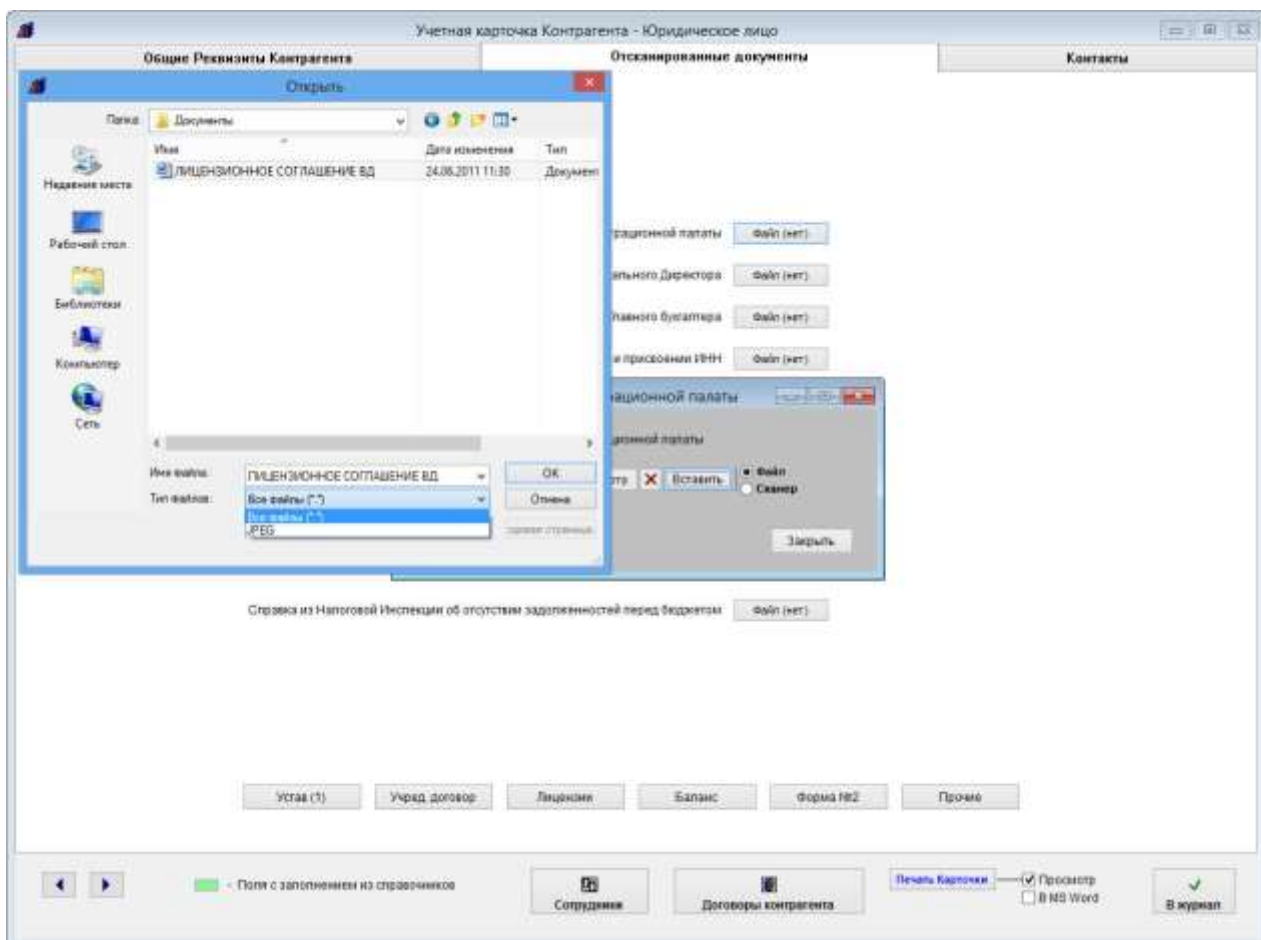 Учетная карточка Контрагента - Юридическое лицо
Общие Реквизиты Контрагента
Отсканированные документы
Контакты
Открыть
Папка:
Документы
Имя
Дата изменения
Тип
ЛИЦЕНЗИОННОЕ СОГЛАШЕНИЕ ВД
24.06.2011 11:30
Документ
Недавние места
Рабочий стол
Библиотеки
Компьютер
Сеть
Имя файла:
ЛИЦЕНЗИОННОЕ СОГЛАШЕНИЕ ВД
OK
Тип файлов:
Все файлы (*.*)
Отмена
Все файлы (*.*)
JPEG
рационной палаты
Файл (нет)
ального Директора
Файл (нет)
лавного бухгалтера
Файл (нет)
и присвоении ИНН
Файл (нет)
ационной палаты
ционной палаты
Вставить
Файл
Сканер
Закрыть
Справка из Налоговой Инспекции об отсутствии задолженностей перед бюджетом
Файл (нет)
Устав (1)
Учред. договор
Лицензии
Баланс
Форма №2
Прочие
- Поля с заполнением из справочников
Сотрудники
Договоры контрагента
Печать Карточки
Просмотр
В MS Word
В журнал